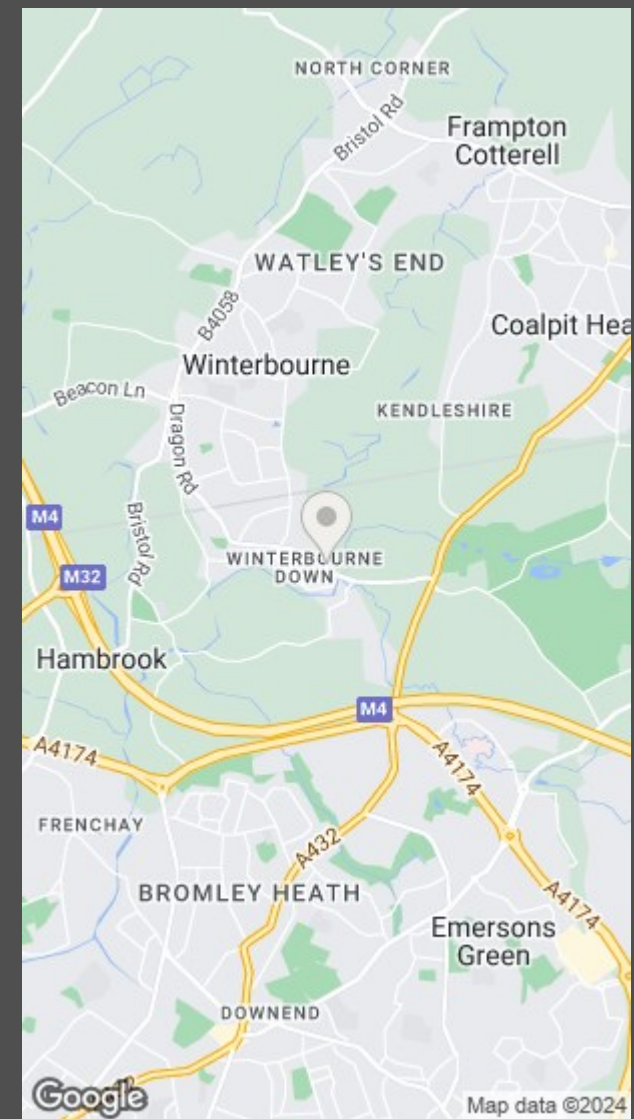 NORTH CORNER
Bristol Rd
Frampton
Cotterell
WATLEY'S END
B4058
Coalpit Hea
Winterbourne
Beacon Ln
KENDLESHIRE
Dragon Rd
M4
Bristol Rd
WINTERBOURNE
DOWN
M32
Hambrook
M4
A4174
A4174
FRENCHAY
A432
BROMLEY HEATH
A4174
Emersons
Green
DOWNEND
Google
Map data ©2024